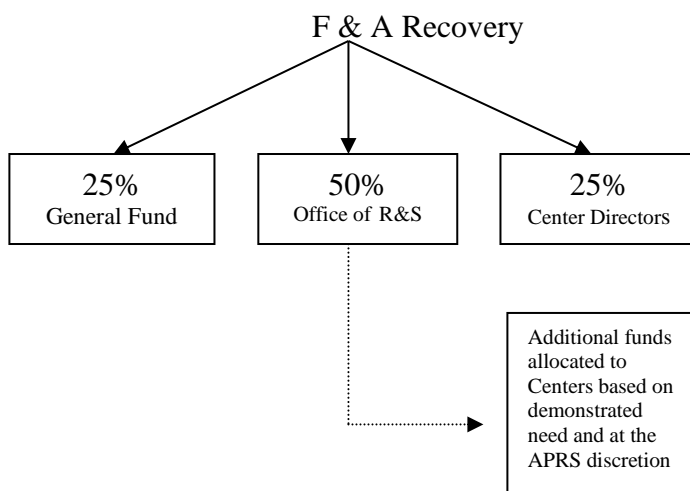 F & A Recovery
25%
General Fund
50%
Office of R&S
25%
Center Directors
Additional funds
allocated to
Centers based on
demonstrated
need and at the
APRS discretion